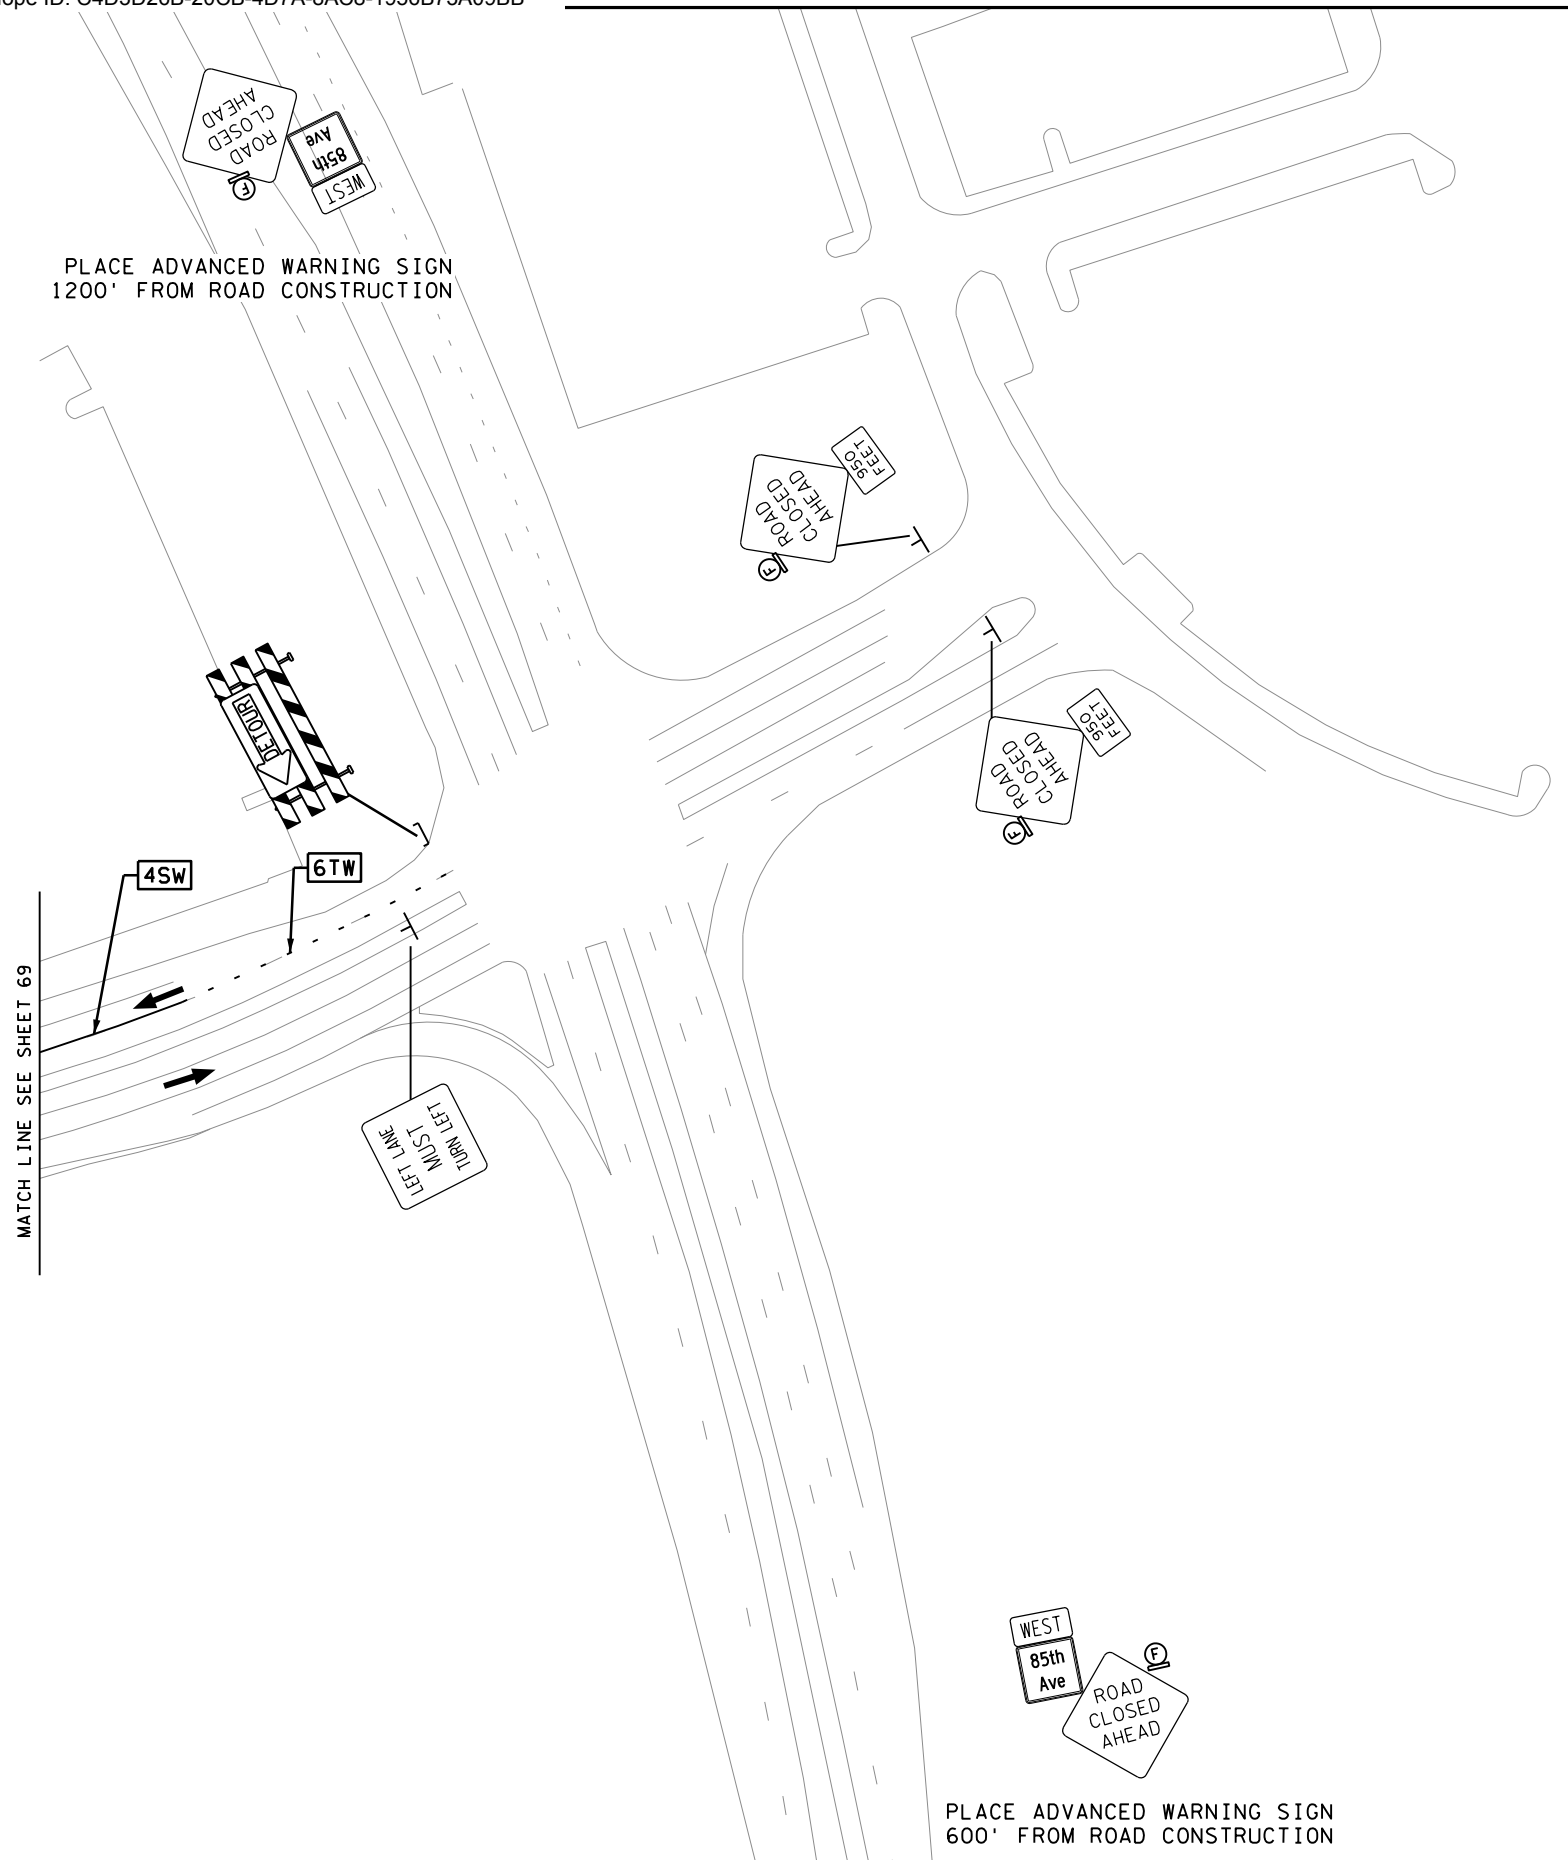 ROAD
CLOSED
AHEAD
WEST
85th
Ave
F
PLACE ADVANCED WARNING SIGN
1200' FROM ROAD CONSTRUCTION
950
FEET
ROAD
CLOSED
AHEAD
F
DETOUR
950
FEET
ROAD
CLOSED
AHEAD
F
4SW
6TW
MATCH LINE SEE SHEET 69
LEFT LANE
MUST
TURN LEFT
WEST
85th
Ave
F
ROAD
CLOSED
AHEAD
PLACE ADVANCED WARNING SIGN
600' FROM ROAD CONSTRUCTION